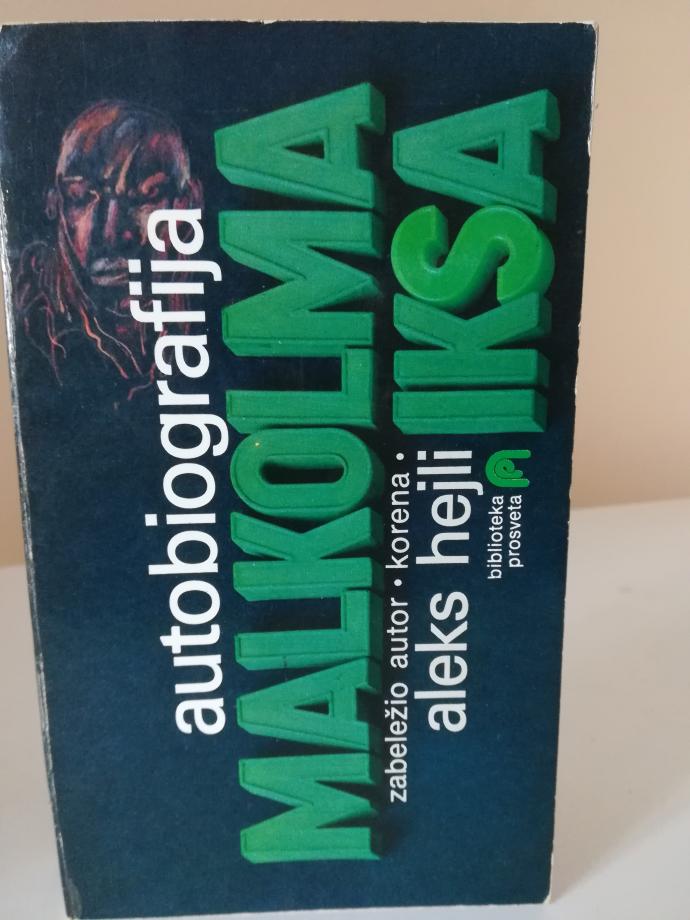 autobiografija
MALKOLMA
IKSA
zabeležio autor • korena •
aleks hejli
biblioteka
prosveta